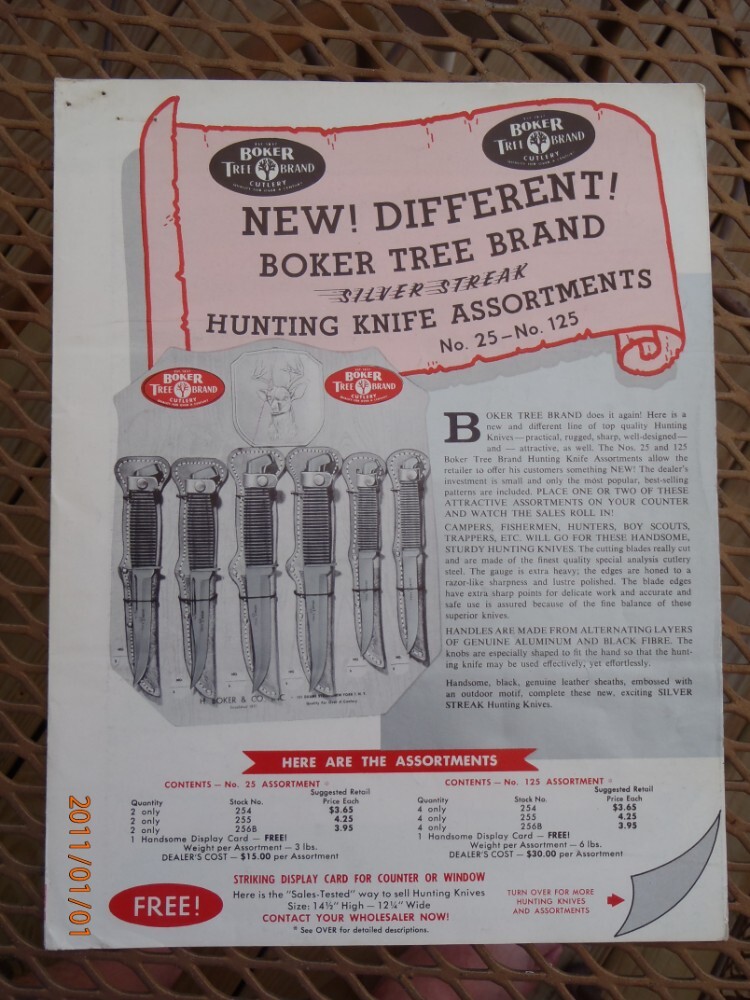 EST. 1837
BOKER
TREE BRAND
CUTLERY
EST. 1837
BOKER
TREE BRAND
CUTLERY
NEW! DIFFERENT!
BOKER TREE BRAND
SILVER STREAK
HUNTING KNIFE ASSORTMENTS
No. 25 – No. 125
BOKER
TREE BRAND
CUTLERY
BOKER
TREE BRAND
CUTLERY
H. BOKER & CO., INC.
BOKER TREE BRAND does it again! Here is a
new and different line of top quality Hunting
Knives — practical, rugged, sharp, well-designed —
and — attractive, as well. The Nos. 25 and 125
Boker Tree Brand Hunting Knife Assortments allow the
retailer to offer his customers something NEW! The dealer's
investment is small and only the most popular, best-selling
patterns are included. PLACE ONE OR TWO OF THESE
ATTRACTIVE ASSORTMENTS ON YOUR COUNTER
AND WATCH THE SALES ROLL IN!
CAMPERS, FISHERMEN, HUNTERS, BOY SCOUTS,
TRAPPERS, ETC. WILL GO FOR THESE HANDSOME,
STURDY HUNTING KNIVES. The cutting blades really cut
and are made of the finest quality special analysis cutlery
steel. The gauge is extra heavy; the edges are honed to a
razor-like sharpness and lustre polished. The blade edges
have extra sharp points for delicate work and accurate and
safe use is assured because of the fine balance of these
superior knives.
HANDLES ARE MADE FROM ALTERNATING LAYERS
OF GENUINE ALUMINUM AND BLACK FIBRE. The
knobs are especially shaped to fit the hand so that the hunt-
ing knife may be used effectively, yet effortlessly.
Handsome, black, genuine leather sheaths, embossed with
an outdoor motif, complete these new, exciting SILVER
STREAK Hunting Knives.
HERE ARE THE ASSORTMENTS
CONTENTS – No. 25 ASSORTMENT *
Suggested Retail
Quantity Stock No. Price Each
2 only 254 $3.65
2 only 255 4.25
2 only 256B 3.95
1 Handsome Display Card – FREE!
Weight per Assortment – 3 lbs.
DEALER'S COST – $15.00 per Assortment
CONTENTS – No. 125 ASSORTMENT *
Suggested Retail
Quantity Stock No. Price Each
4 only 254 $3.65
4 only 255 4.25
4 only 256B 3.95
1 Handsome Display Card – FREE!
Weight per Assortment – 6 lbs.
DEALER'S COST – $30.00 per Assortment
FREE!
STRIKING DISPLAY CARD FOR COUNTER OR WINDOW
Here is the "Sales-Tested" way to sell Hunting Knives
Size: 14½" High – 12¼" Wide
CONTACT YOUR WHOLESALER NOW!
* See OVER for detailed descriptions.
TURN OVER FOR MORE
HUNTING KNIVES
AND ASSORTMENTS
2011/01/01